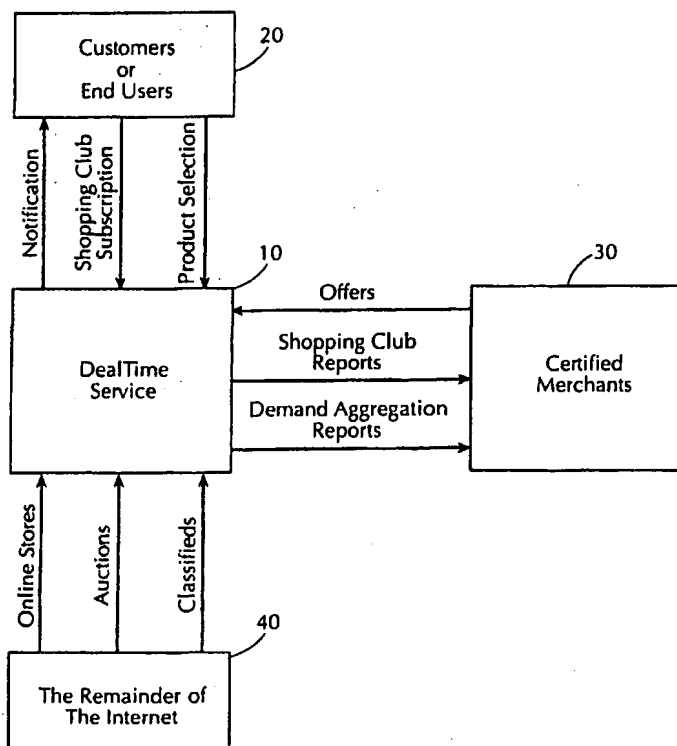 20
Customers
or
End Users
Notification
Shopping Club
Subscription
Product Selection
10
30
DealTime
Service
Offers
Shopping Club
Reports
Demand Aggregation
Reports
Certified
Merchants
Online Stores
Auctions
Classifieds
40
The Remainder of
The Internet